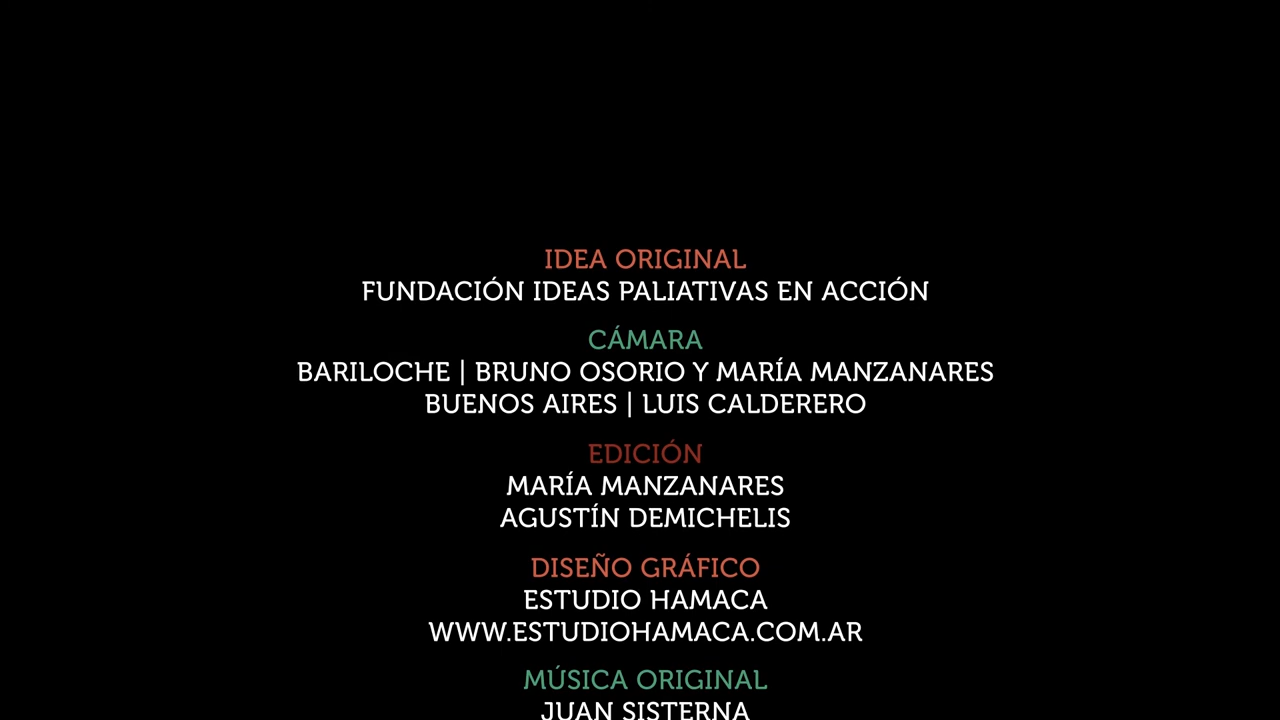 IDEA ORIGINAL
FUNDACIÓN IDEAS PALIATIVAS EN ACCIÓN
CÁMARA
BARILOCHE | BRUNO OSORIO Y MARÍA MANZANARES
BUENOS AIRES | LUIS CALDERERO
EDICIÓN
MARÍA MANZANARES
AGUSTÍN DEMICHELIS
DISEÑO GRÁFICO
ESTUDIO HAMACA
WWW.ESTUDIOHAMACA.COM.AR
MÚSICA ORIGINAL
JUAN SISTERNA